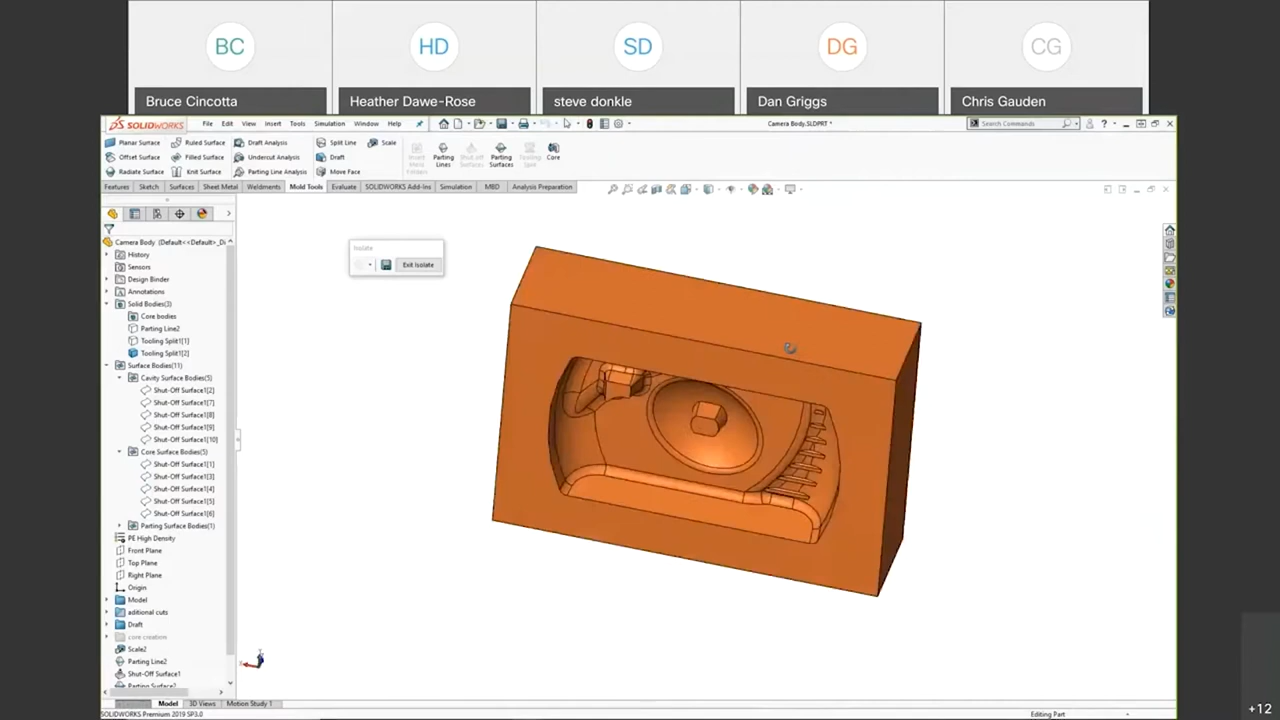 BC
HD
SD
DG
CG
Bruce Cincotta
Heather Dawe-Rose
steve donkle
Dan Griggs
Chris Gauden
SOLIDWORKS File Edit View Insert Tools Simulation Window Help
Camera Body.SLDPRT *
Search Commands
Planar Surface Ruled Surface Draft Analysis Split Line Scale
Offset Surface Filled Surface Undercut Analysis Draft
Radiate Surface Knit Surface Parting Line Analysis Move Face
Insert Mold Folders
Parting Lines
Shut-off Surfaces
Parting Surfaces
Tooling Split
Core
Features Sketch Surfaces Sheet Metal Weldments Mold Tools Evaluate SOLIDWORKS Add-Ins Simulation MBD Analysis Preparation
Camera Body (Default<<Default>_Di
History
Sensors
Design Binder
Annotations
Solid Bodies(3)
Core bodies
Parting Line2
Tooling Split1[1]
Tooling Split1[2]
Surface Bodies(11)
Cavity Surface Bodies(5)
Shut-Off Surface1[2]
Shut-Off Surface1[7]
Shut-Off Surface1[8]
Shut-Off Surface1[9]
Shut-Off Surface1[10]
Core Surface Bodies(5)
Shut-Off Surface1[1]
Shut-Off Surface1[3]
Shut-Off Surface1[4]
Shut-Off Surface1[5]
Shut-Off Surface1[6]
Parting Surface Bodies(1)
PE High Density
Front Plane
Top Plane
Right Plane
Origin
Model
aditional cuts
Draft
core creation
Scale2
Parting Line2
Shut-Off Surface1
Parting Surface2
Isolate
Exit Isolate
Model 3D Views Motion Study 1
SOLIDWORKS Premium 2019 SP3.0
Editing Part
+12